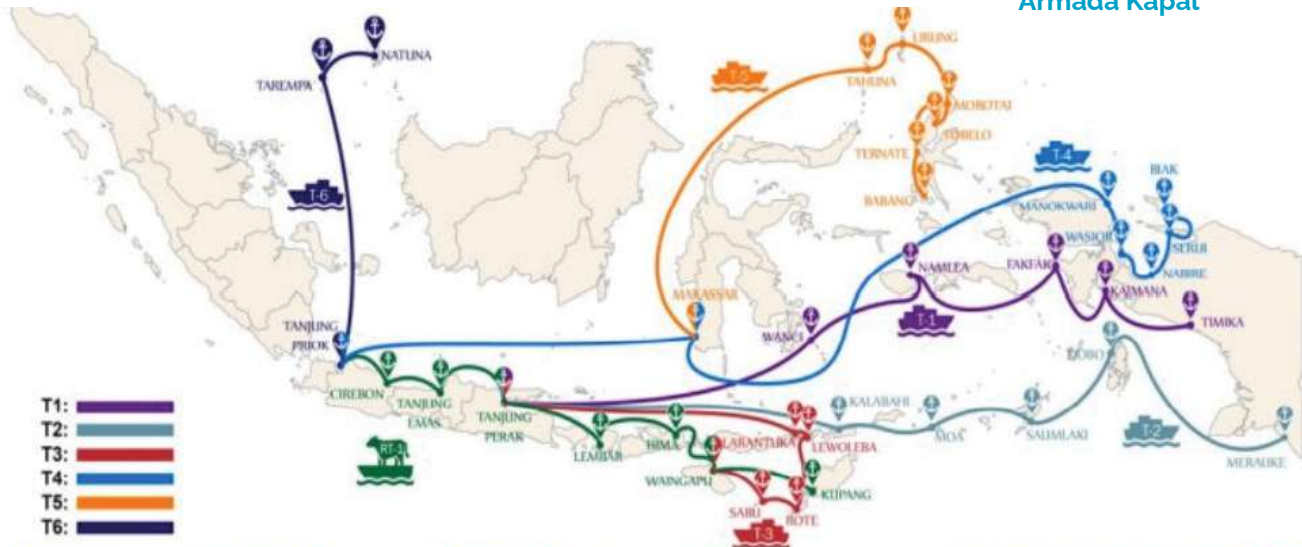 Armada Kapal
NATUNA
TAREMPA
T-6
TANJUNG
PRIOK
CIREBON
TANJUNG
EMAS
TANJUNG
PERAK
RT-1
LEMBAR
BIMA
WAINGAPU
LARANTUKA
LEWOLEBA
KUPANG
SABU
ROTE
T-3
T-5
TAHUNA
MOROTAI
TOBELO
TERNATE
BABANG
MAKASSAR
WANCI
NAMLEA
T-1
FAKFAK
KAIMANA
TIMIKA
T-4
MANOKWARI
WASIOR
BIAK
SERUI
NABIRE
KALABAHI
MOA
SAUMLAKI
DOBO
T-2
MERAUKE
T1:
T2:
T3:
T4:
T5:
T6: